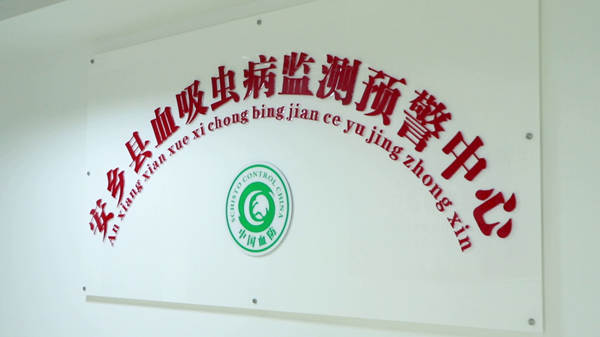 安乡县血吸虫病监测预警中心
An xiang xian xue xi chong bing jian ce yu jing zhong xin
SCHISTO CONTROL CHINA
中国血防